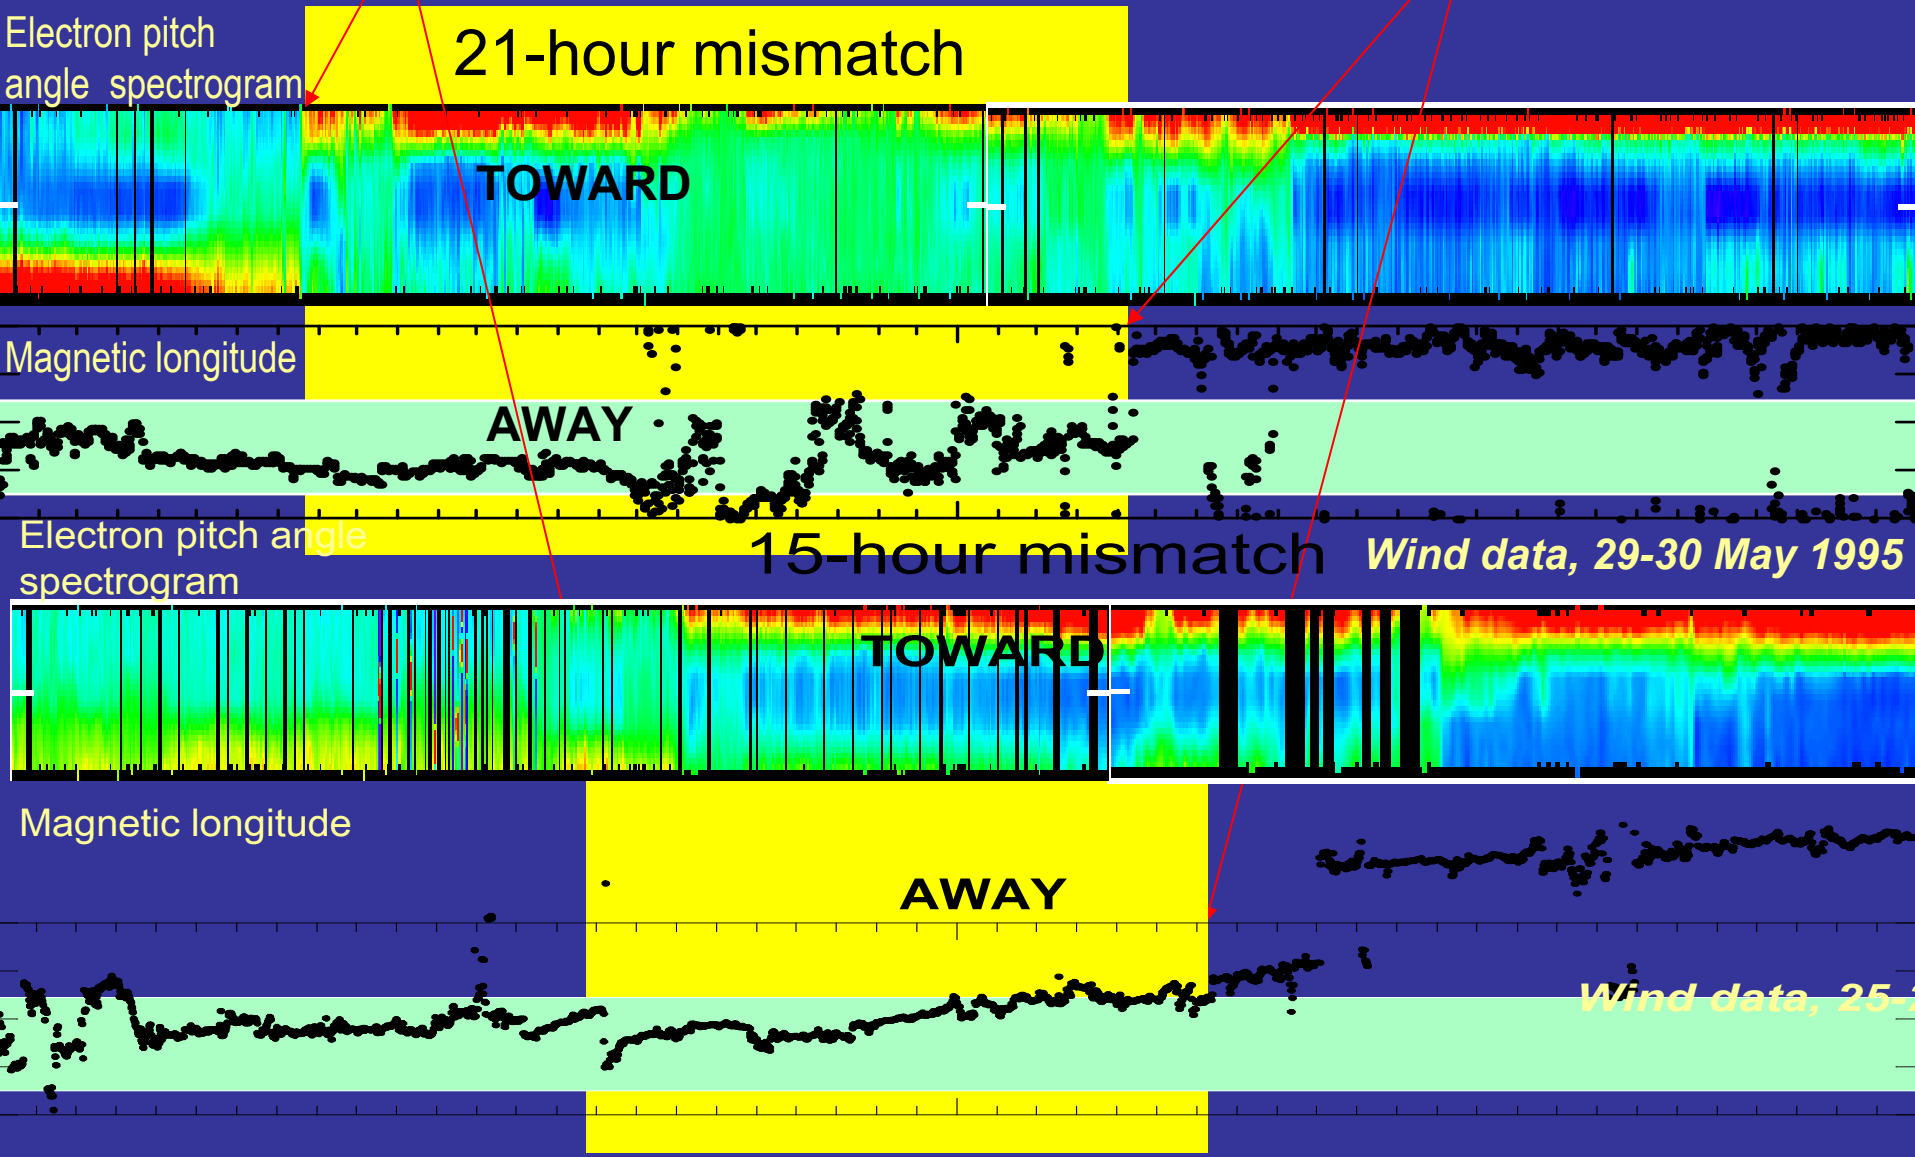 Electron pitch
angle spectrogram
21-hour mismatch
TOWARD
Magnetic longitude
AWAY
Electron pitch angle
spectrogram
15-hour mismatch
Wind data, 29-30 May 1995
TOWARD
Magnetic longitude
AWAY
Wind data, 25-